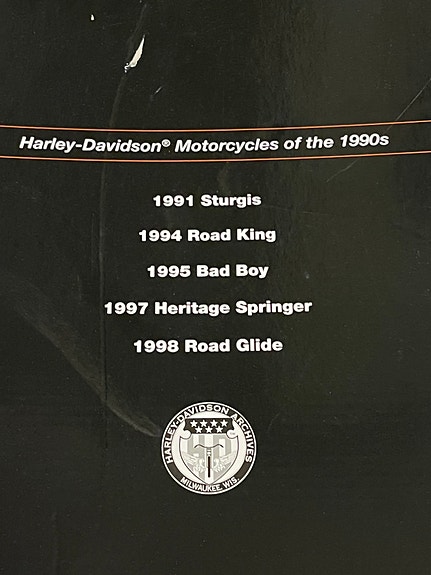 Harley-Davidson® Motorcycles of the 1990s
1991 Sturgis
1994 Road King
1995 Bad Boy
1997 Heritage Springer
1998 Road Glide
HARLEY-DAVIDSON ARCHIVES
MILWAUKEE, WIS.